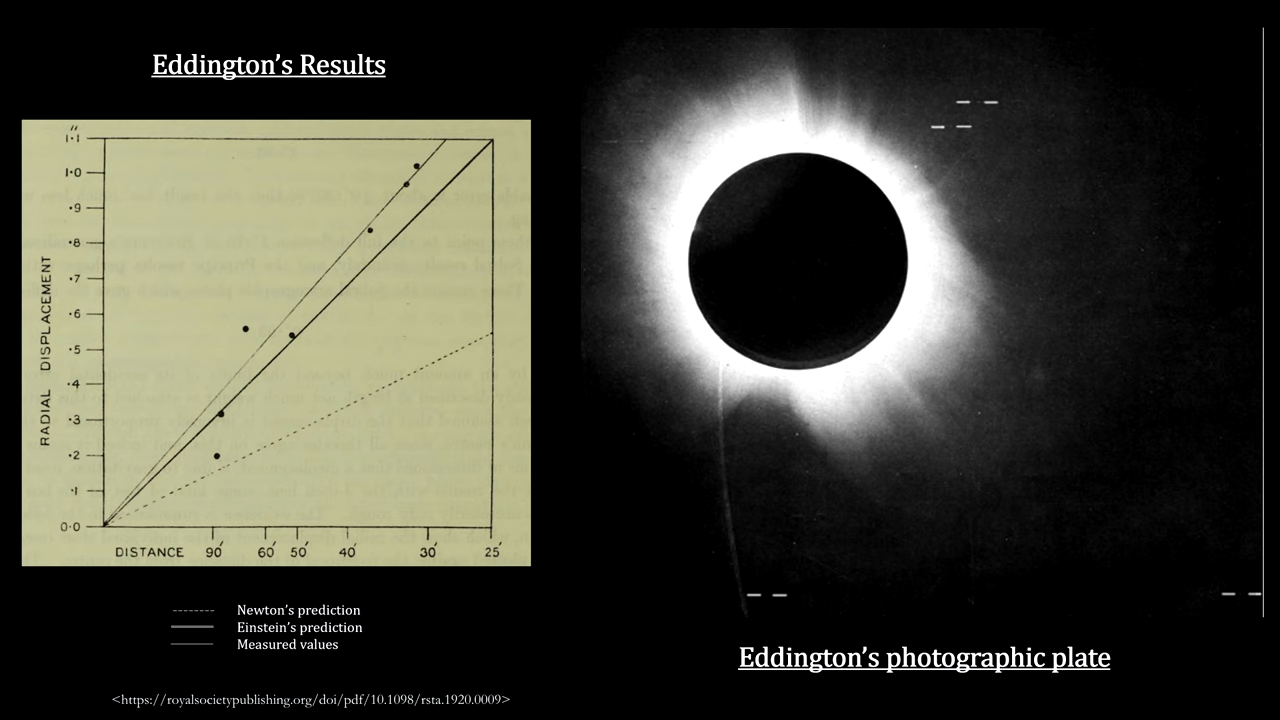 Eddington’s Results
″
1·1
1·0
·9
·8
·7
·6
·5
·4
·3
·2
·1
0·0
RADIAL DISPLACEMENT
DISTANCE 90′ 60′ 50′ 40′ 30′ 25′
Newton’s prediction
Einstein’s prediction
Measured values
<https://royalsocietypublishing.org/doi/pdf/10.1098/rsta.1920.0009>
Eddington’s photographic plate